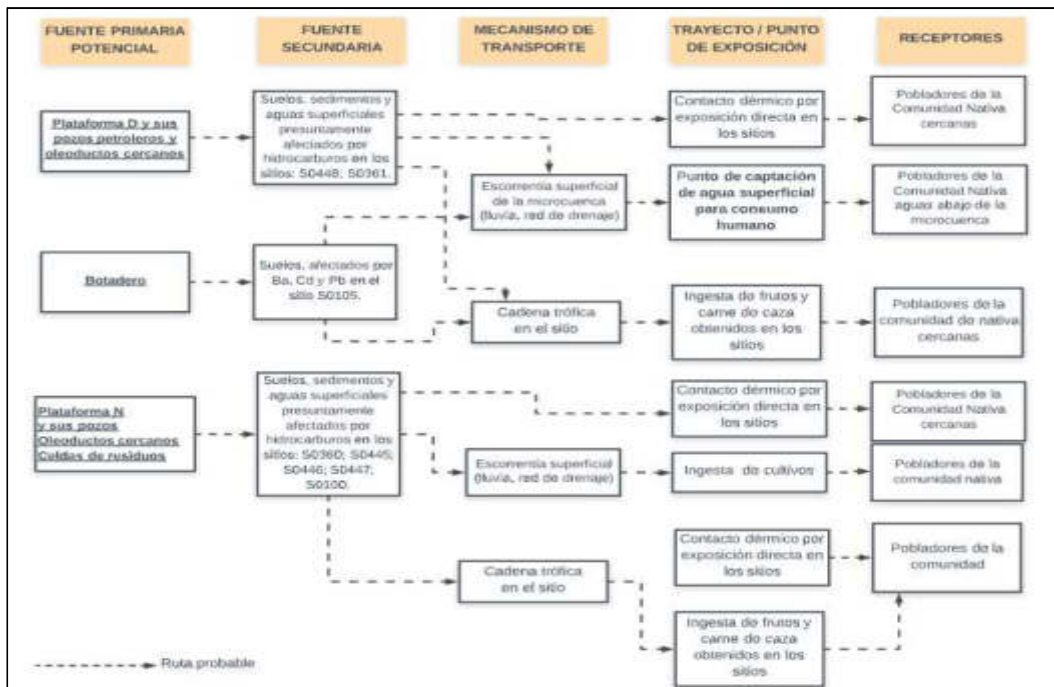 FUENTE PRIMARIA
POTENCIAL
FUENTE
SECUNDARIA
MECANISMO DE
TRANSPORTE
TRAYECTO / PUNTO
DE EXPOSICIÓN
RECEPTORES
Plataforma D y sus
pozos petroleros y
oleoductos cercanos
Suelos, sedimentos y
aguas superficiales
presuntamente
afectados por
hidrocarburos en los
sitios: S0448; S0361.
Contacto dérmico por
exposición directa en
los sitios
Pobladores de la
Comunidad Nativa
cercanas
Escorrentía superficial
de la microcuenca
(lluvia, red de drenaje)
Punto de captación
de agua superficial
para consumo
humano
Pobladores de la
Comunidad Nativa
aguas abajo de la
microcuenca
Botadero
Suelos, afectados por
Ba, Cd y Pb en el
sitio S0105.
Cadena trófica
en el sitio
Ingesta de frutos y
carne de caza
obtenidos en los
sitios
Pobladores de la
comunidad de nativa
cercanas
Plataforma N
y sus pozos
Oleoductos cercanos
Celdas de residuos
Suelos, sedimentos y
aguas superficiales
presuntamente
afectados por
hidrocarburos en los
sitios: S0360; S0445;
S0446; S0447;
S0100.
Contacto dérmico por
exposición directa en
los sitios
Pobladores de la
Comunidad Nativa
cercanas
Escorrentía superficial
(lluvia, red de drenaje)
Ingesta de cultivos
Pobladores de la
comunidad nativa
Contacto dérmico por
exposición directa en
los sitios
Pobladores de la
comunidad
Cadena trófica
en el sitio
Ingesta de frutos y
carne de caza
obtenidos en los
sitios
Ruta probable